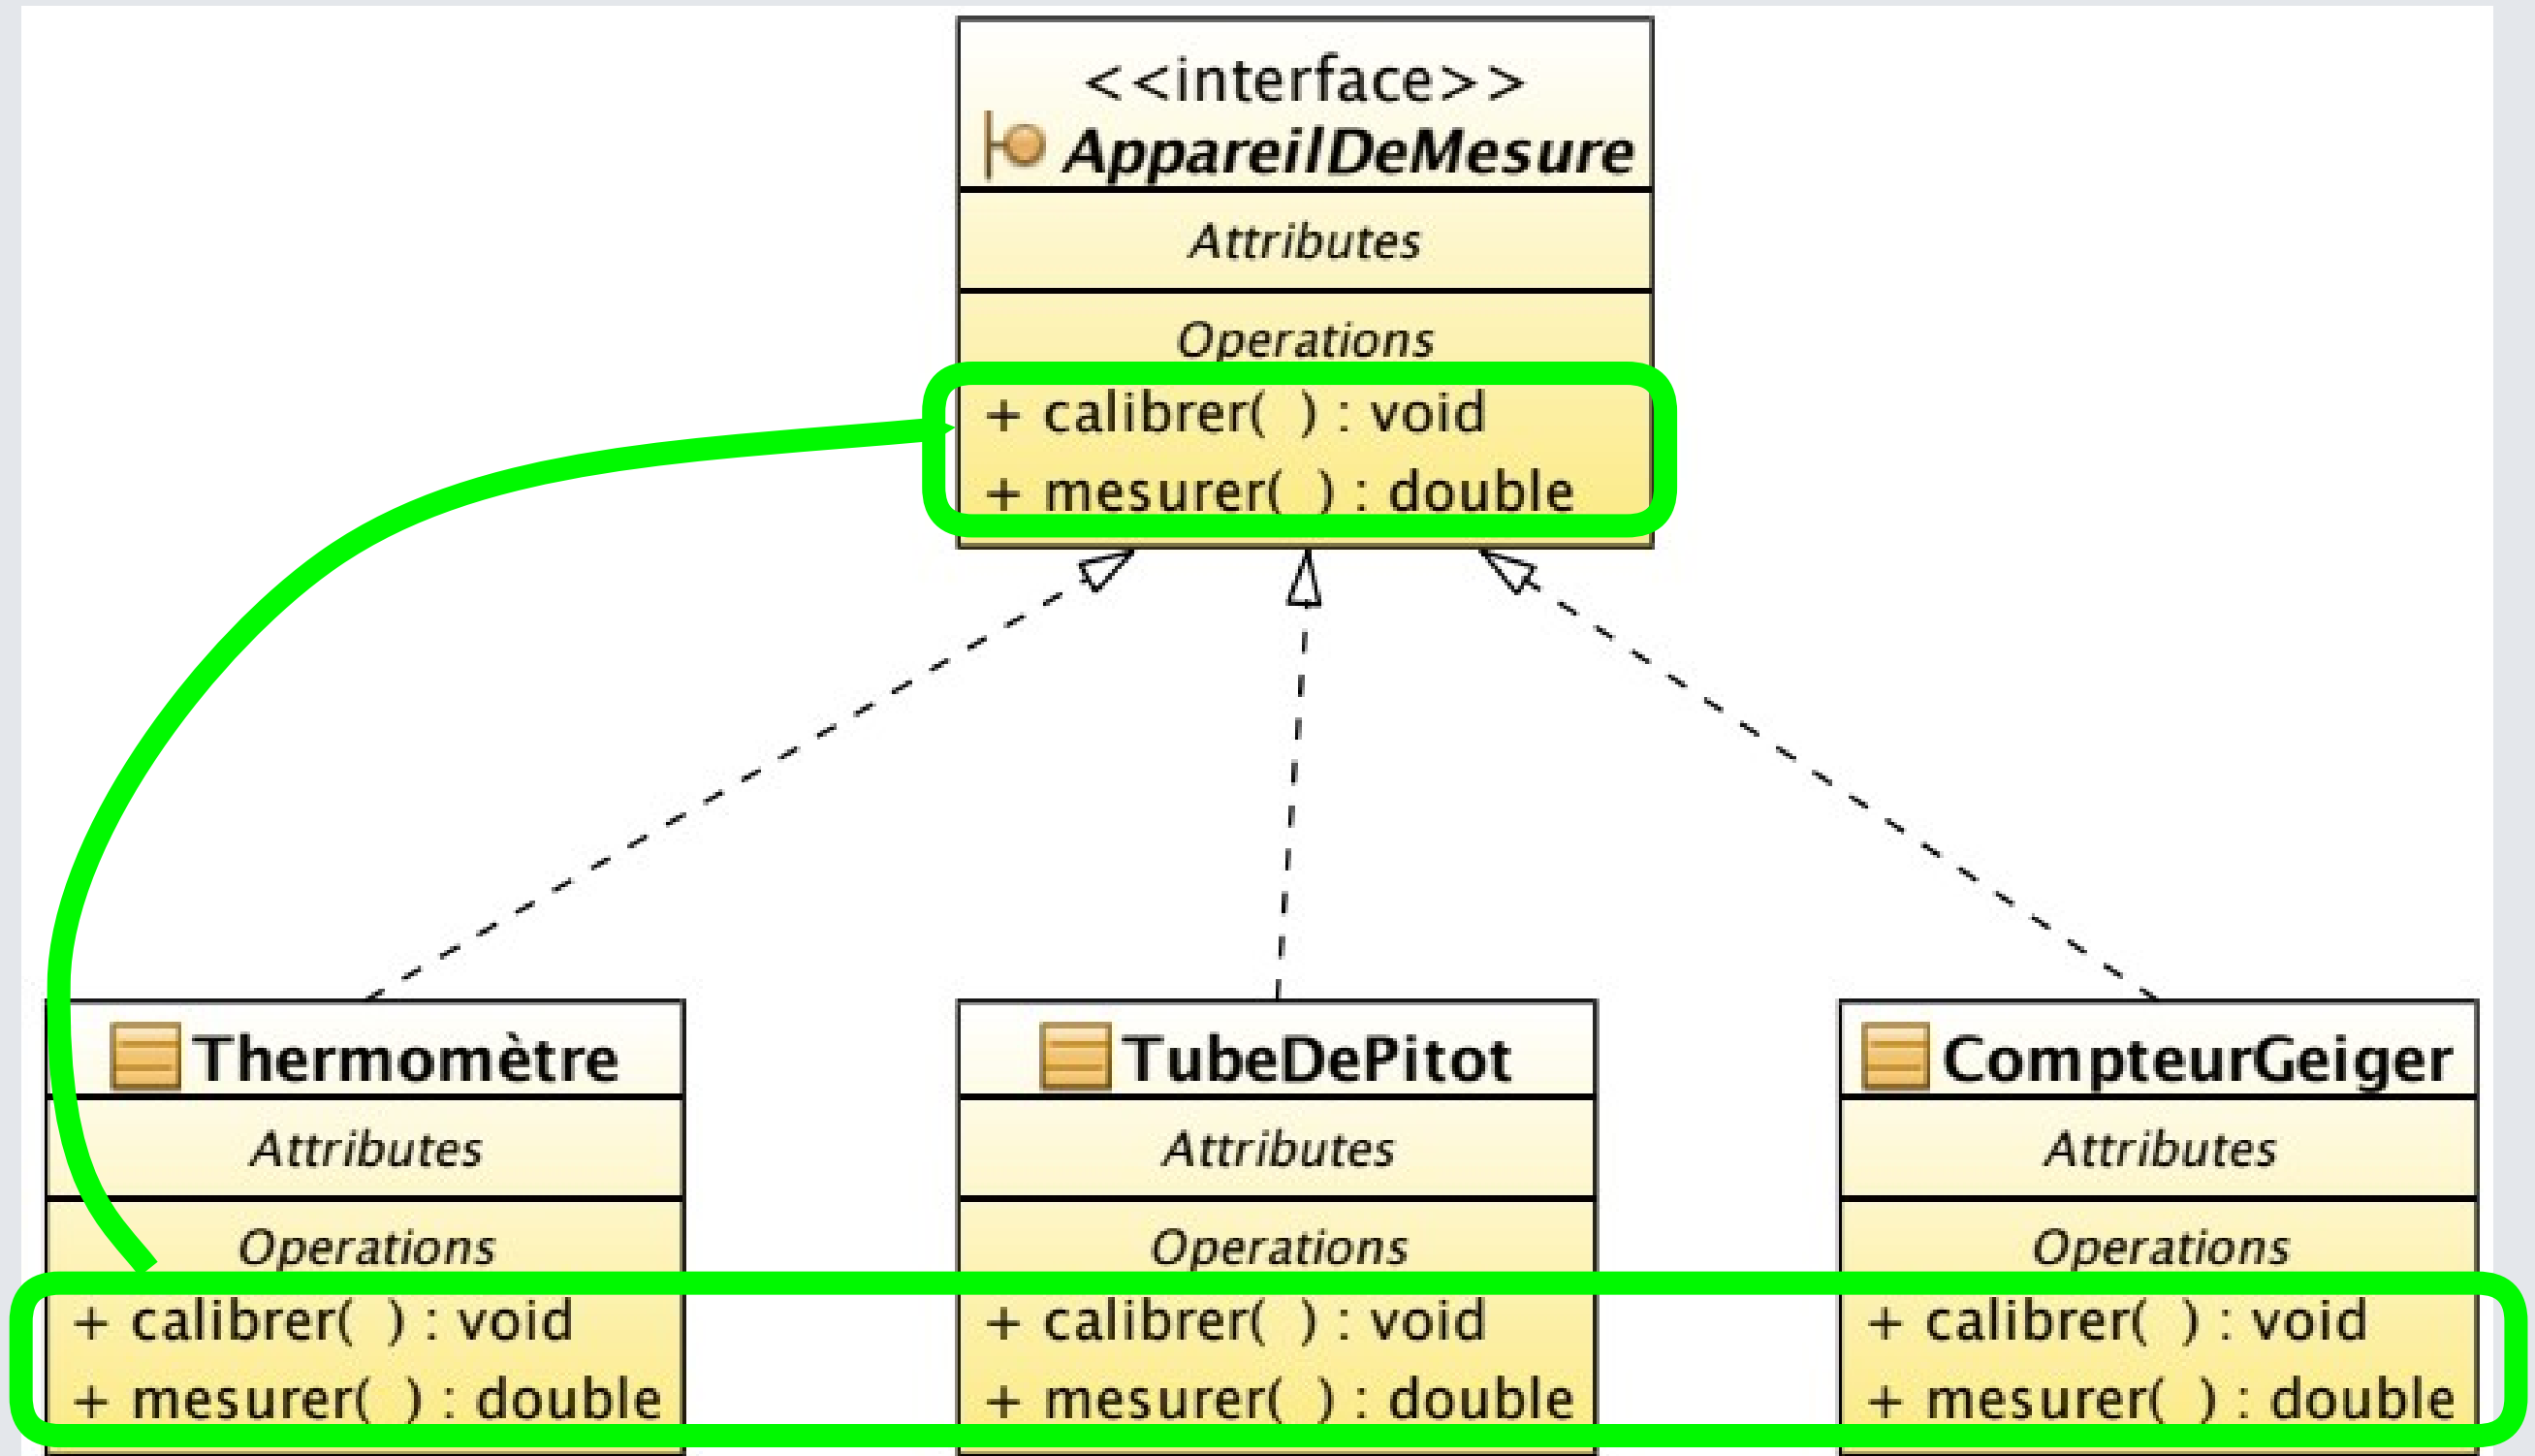 <<interface>>
AppareilDeMesure
Attributes
Operations
+ calibrer( ) : void
+ mesurer( ) : double
Thermomètre
Attributes
Operations
+ calibrer( ) : void
+ mesurer( ) : double
TubeDePitot
Attributes
Operations
+ calibrer( ) : void
+ mesurer( ) : double
CompteurGeiger
Attributes
Operations
+ calibrer( ) : void
+ mesurer( ) : double